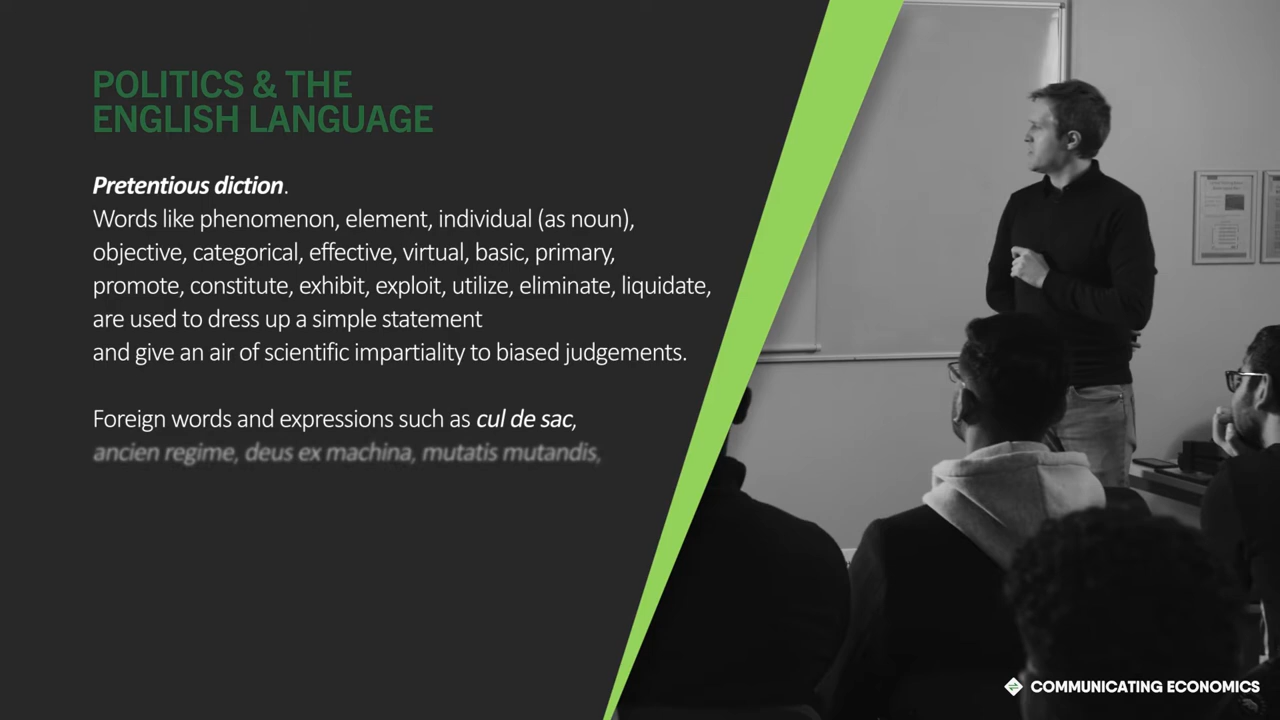 POLITICS & THE
ENGLISH LANGUAGE
Pretentious diction.
Words like phenomenon, element, individual (as noun),
objective, categorical, effective, virtual, basic, primary,
promote, constitute, exhibit, exploit, utilize, eliminate, liquidate,
are used to dress up a simple statement
and give an air of scientific impartiality to biased judgements.
Foreign words and expressions such as cul de sac,
ancien regime, deus ex machina, mutatis mutandis,
COMMUNICATING ECONOMICS